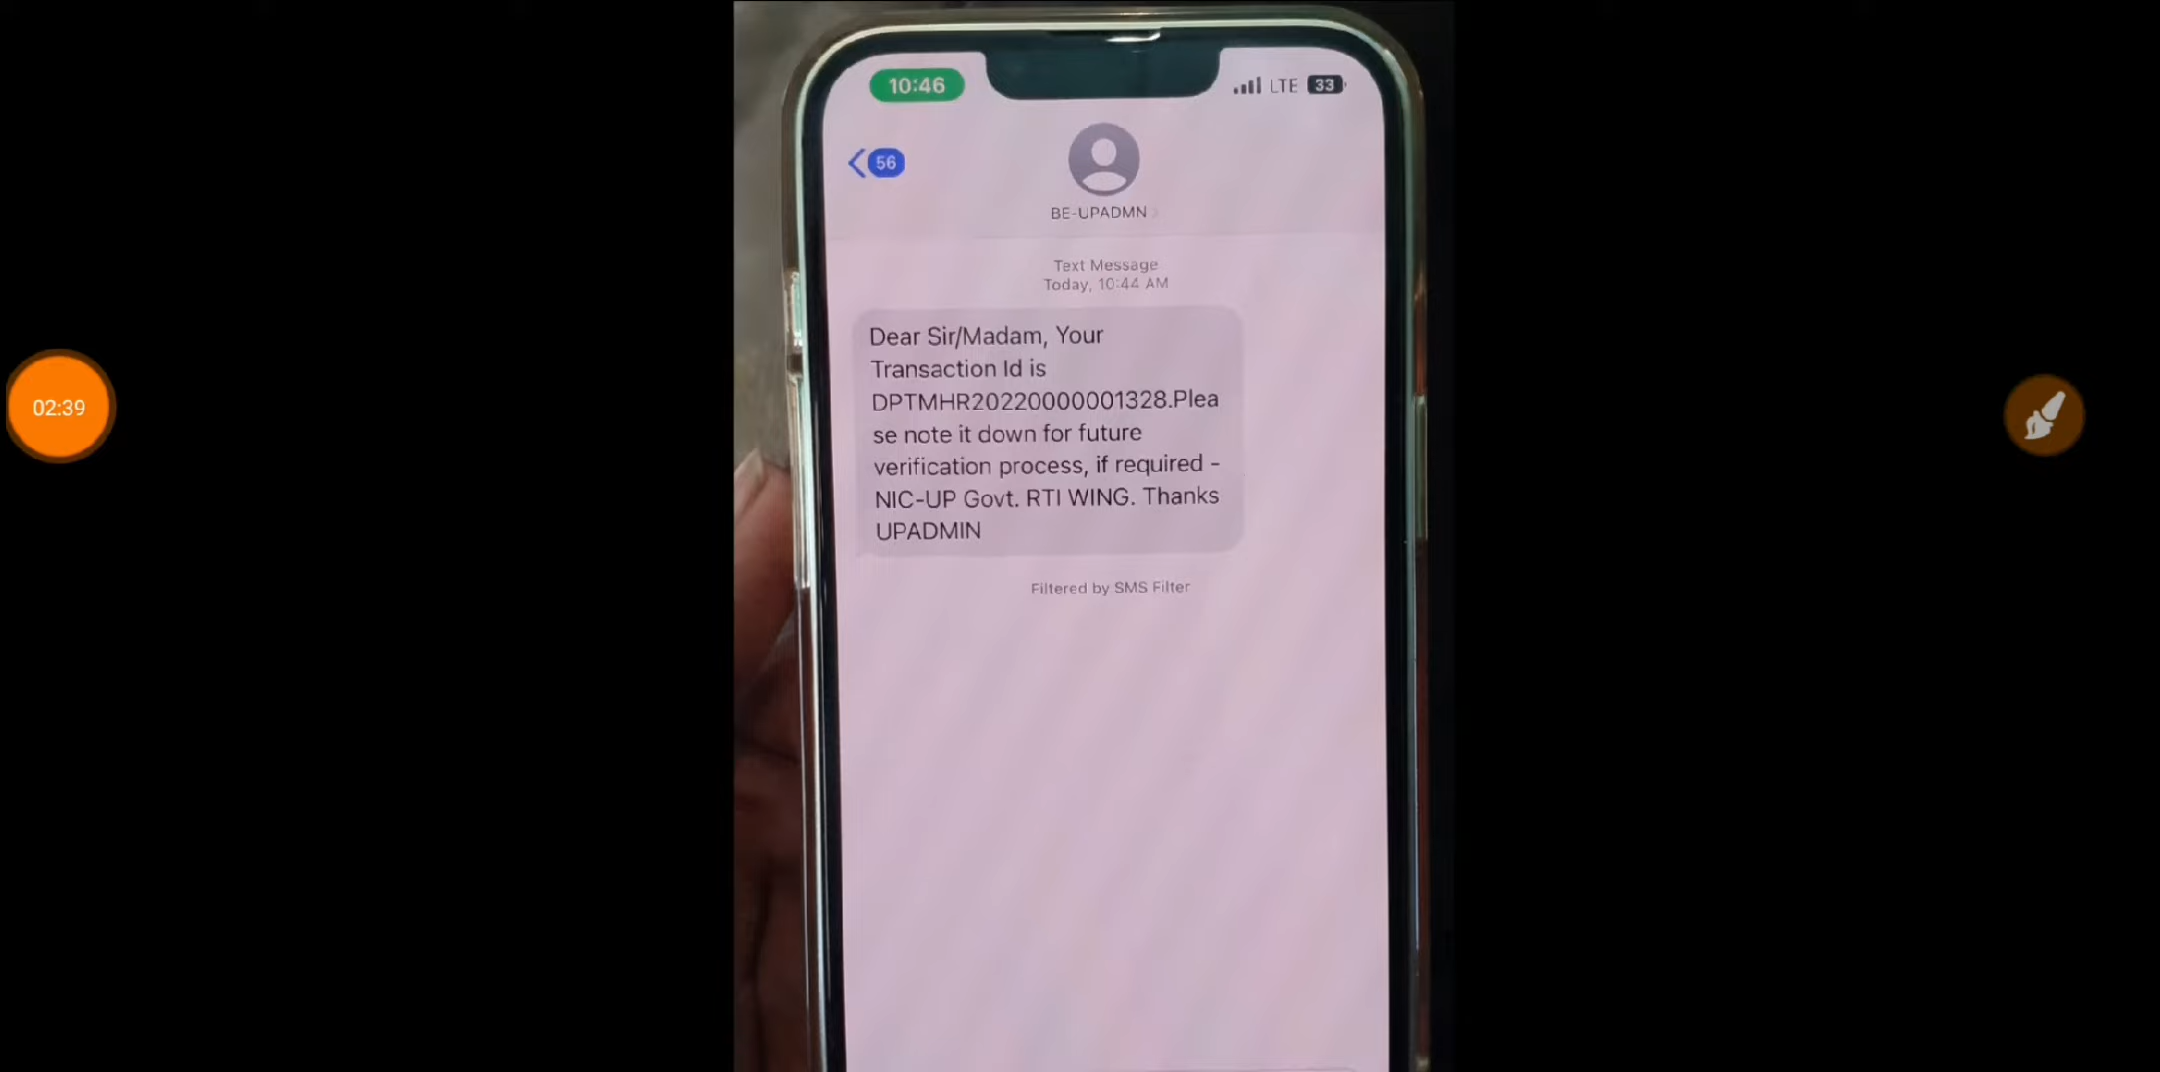 10:46
LTE 33
56
BE-UPADMN
Text Message
Today, 10:44 AM
Dear Sir/Madam, Your
Transaction Id is
DPTMHR20220000001328.Plea
se note it down for future
verification process, if required -
NIC-UP Govt. RTI WING. Thanks
UPADMIN
Filtered by SMS Filter
02:39